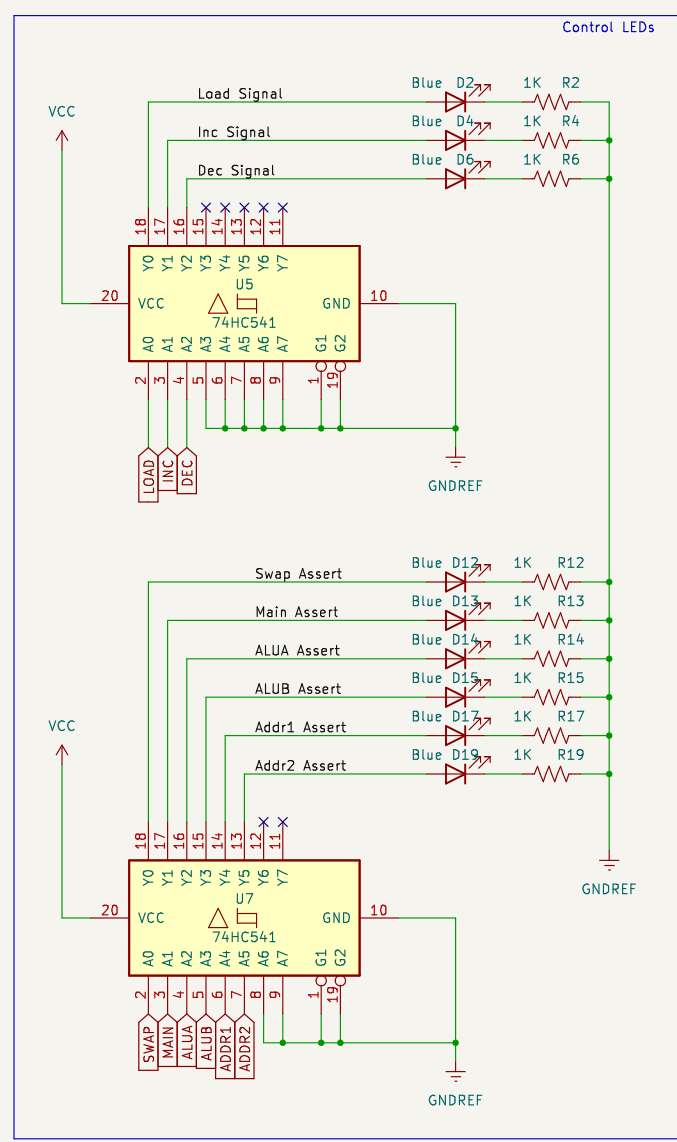 Control LEDs
Blue D2 1K R2
Load Signal
VCC
Blue D4 1K R4
Inc Signal
Blue D6 1K R6
Dec Signal
18 17 16 15 14 13 12 11
Y0 Y1 Y2 Y3 Y4 Y5 Y6 Y7
U5
20 VCC GND 10
74HC541
A0 A1 A2 A3 A4 A5 A6 A7 G1 G2
2 3 4 5 6 7 8 9 1 19
LOAD INC DEC
GNDREF
Blue D12 1K R12
Swap Assert
Blue D13 1K R13
Main Assert
Blue D14 1K R14
ALUA Assert
Blue D15 1K R15
ALUB Assert
VCC
Blue D17 1K R17
Addr1 Assert
Blue D19 1K R19
Addr2 Assert
18 17 16 15 14 13 12 11
GNDREF
Y0 Y1 Y2 Y3 Y4 Y5 Y6 Y7
U7
20 VCC GND 10
74HC541
A0 A1 A2 A3 A4 A5 A6 A7 G1 G2
2 3 4 5 6 7 8 9 1 19
SWAP MAIN ALUA ALUB ADDR1 ADDR2
GNDREF